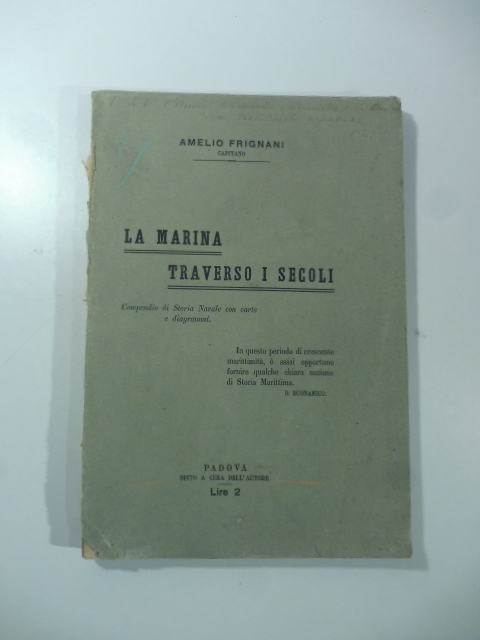 AMELIO FRIGNANI
CAPITANO
LA MARINA
TRAVERSO I SECOLI
Compendio di Storia Navale con carte
e diagrammi.
In questo periodo di crescente
marittimità, è assai opportuno
fornire qualche chiara nozione
di Storia Marittima.
D. BUONAMICO.
PADOVA
EDITO A CURA DELL'AUTORE
Lire 2